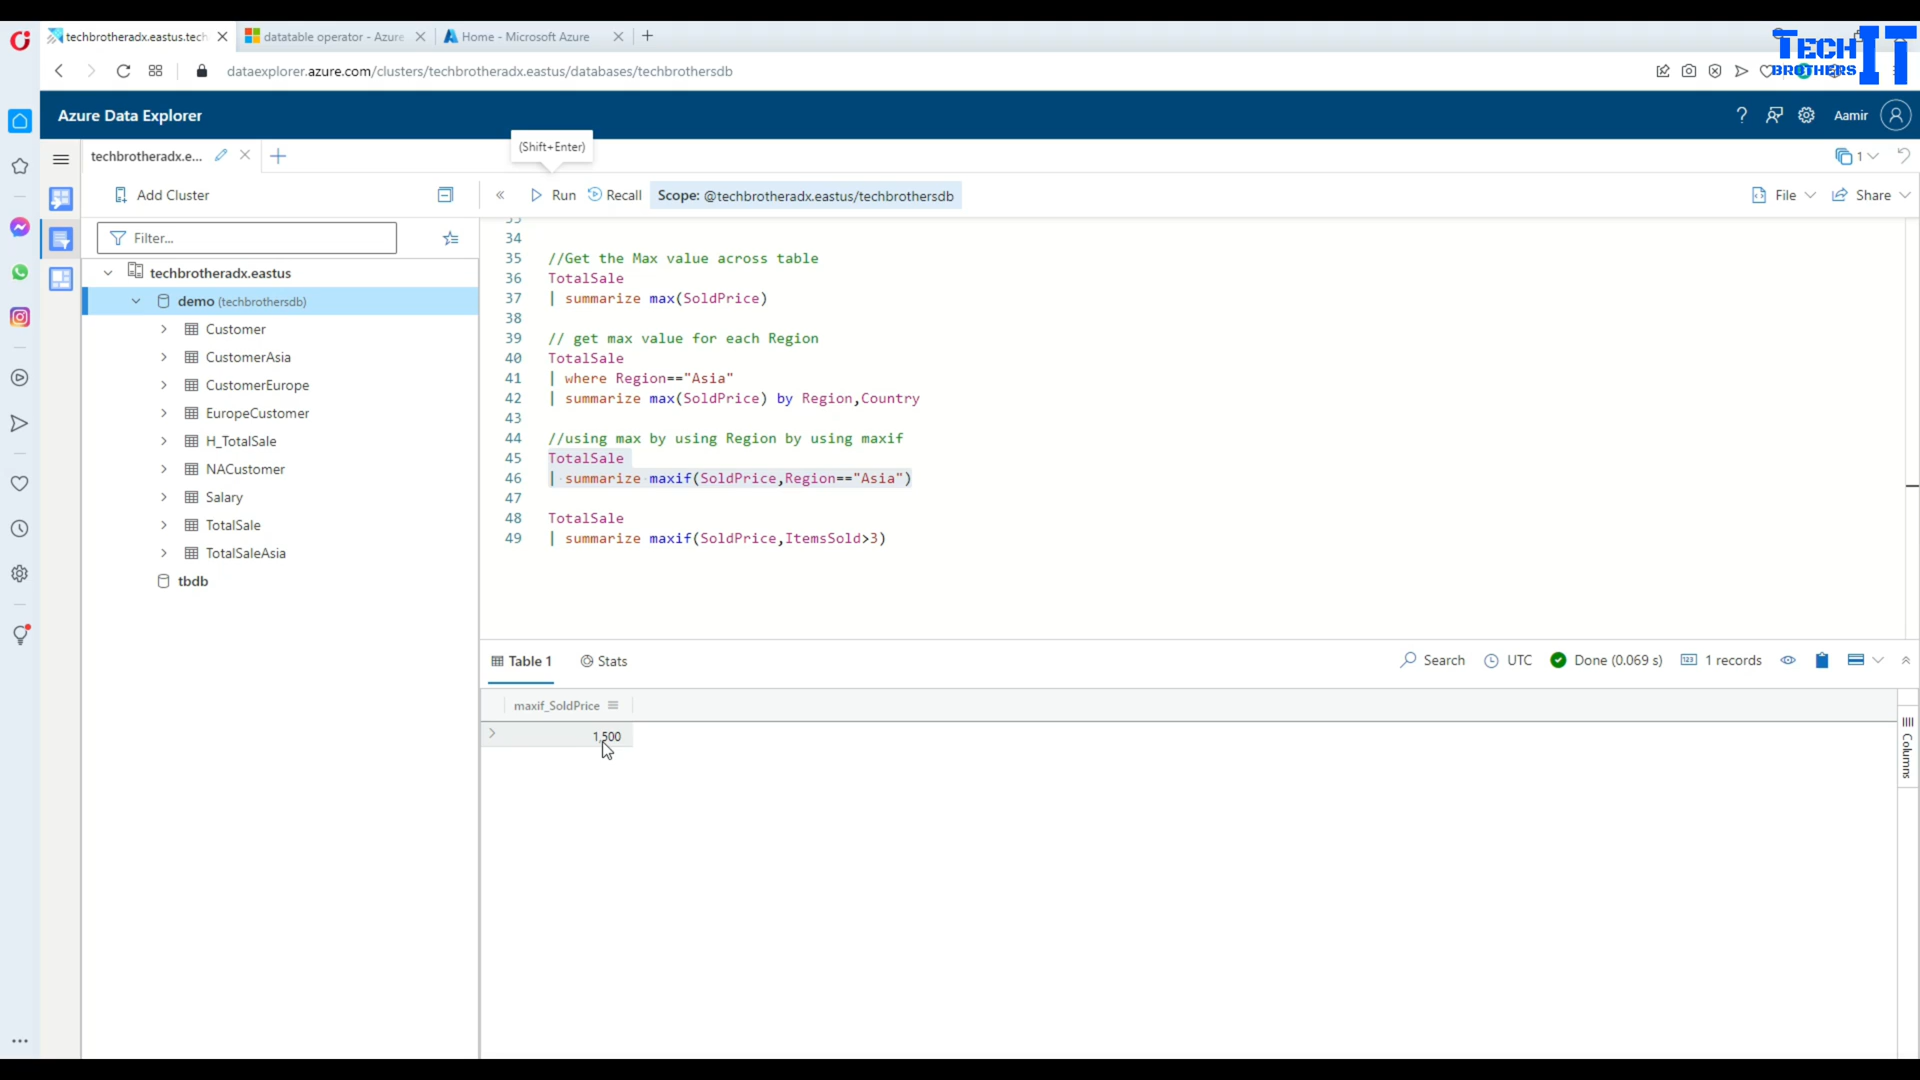 techbrotheradx.eastus.tech
datatable operator - Azure
Home - Microsoft Azure
TECH IT
BROTHERS
dataexplorer.azure.com/clusters/techbrotheradx.eastus/databases/techbrothersdb
Azure Data Explorer
Aamir
(Shift+Enter)
techbrotheradx.e...
1
Add Cluster
Run
Recall
Scope: @techbrotheradx.eastus/techbrothersdb
File
Share
Filter...
techbrotheradx.eastus
demo (techbrothersdb)
Customer
CustomerAsia
CustomerEurope
EuropeCustomer
H_TotalSale
NACustomer
Salary
TotalSale
TotalSaleAsia
tbdb
33
34
35 //Get the Max value across table
36 TotalSale
37 | summarize max(SoldPrice)
38
39 // get max value for each Region
40 TotalSale
41 | where Region=="Asia"
42 | summarize max(SoldPrice) by Region,Country
43
44 //using max by using Region by using maxif
45 TotalSale
46 | summarize maxif(SoldPrice,Region=="Asia")
47
48 TotalSale
49 | summarize maxif(SoldPrice,ItemsSold>3)
Table 1
Stats
Search
UTC
Done (0.069 s)
1 records
maxif_SoldPrice
1,500
Columns